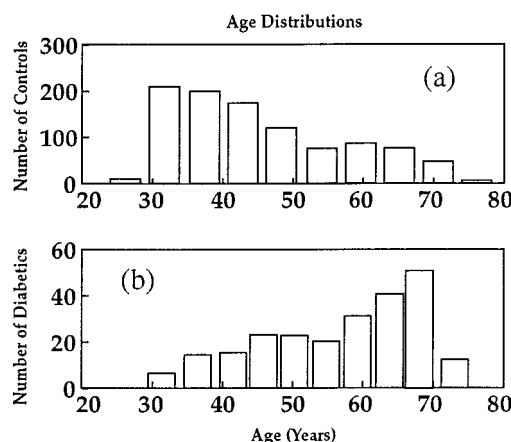 Age Distributions
300
200
100
0
Number of Controls
(a)
20 30 40 50 60 70 80
60
40
20
0
Number of Diabetics
(b)
20 30 40 50 60 70 80
Age (Years)